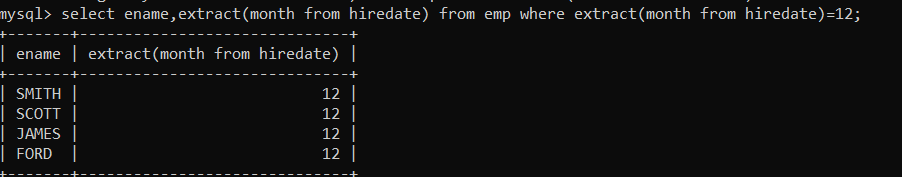 mysql> select ename,extract(month from hiredate) from emp where extract(month from hiredate)=12;
+-------+------------------------------+
| ename | extract(month from hiredate) |
+-------+------------------------------+
| SMITH |                           12 |
| SCOTT |                           12 |
| JAMES |                           12 |
| FORD  |                           12 |
+-------+------------------------------+